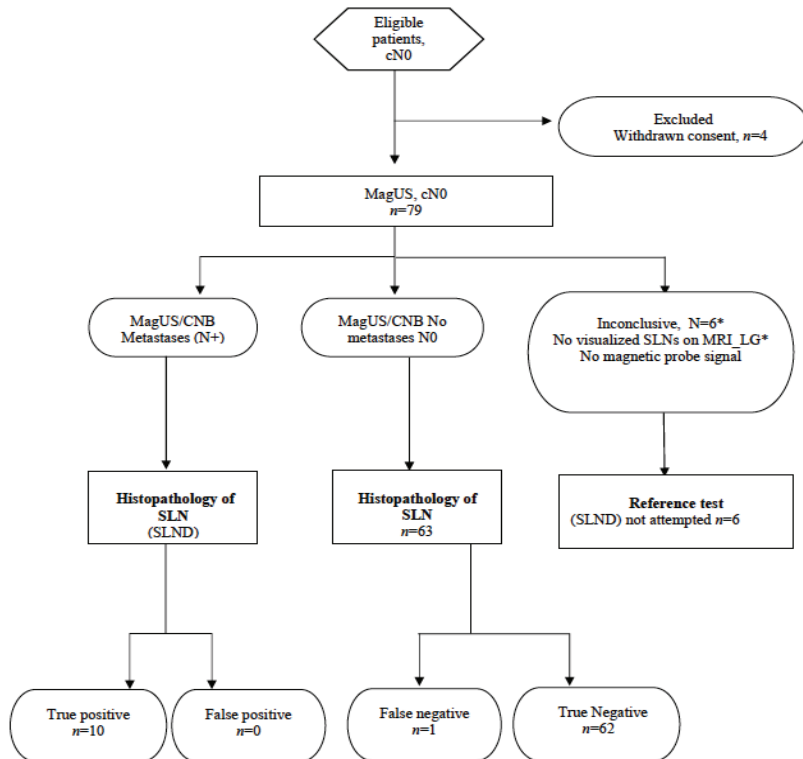 Eligible
patients,
cN0
Excluded
Withdrawn consent, n=4
MagUS, cN0
n=79
MagUS/CNB
Metastases (N+)
MagUS/CNB No
metastases N0
Inconclusive, N=6*
No visualized SLNs on MRI_LG*
No magnetic probe signal
Histopathology of
SLN
(SLND)
Histopathology of
SLN
n=63
Reference test
(SLND) not attempted n=6
True positive
n=10
False positive
n=0
False negative
n=1
True Negative
n=62